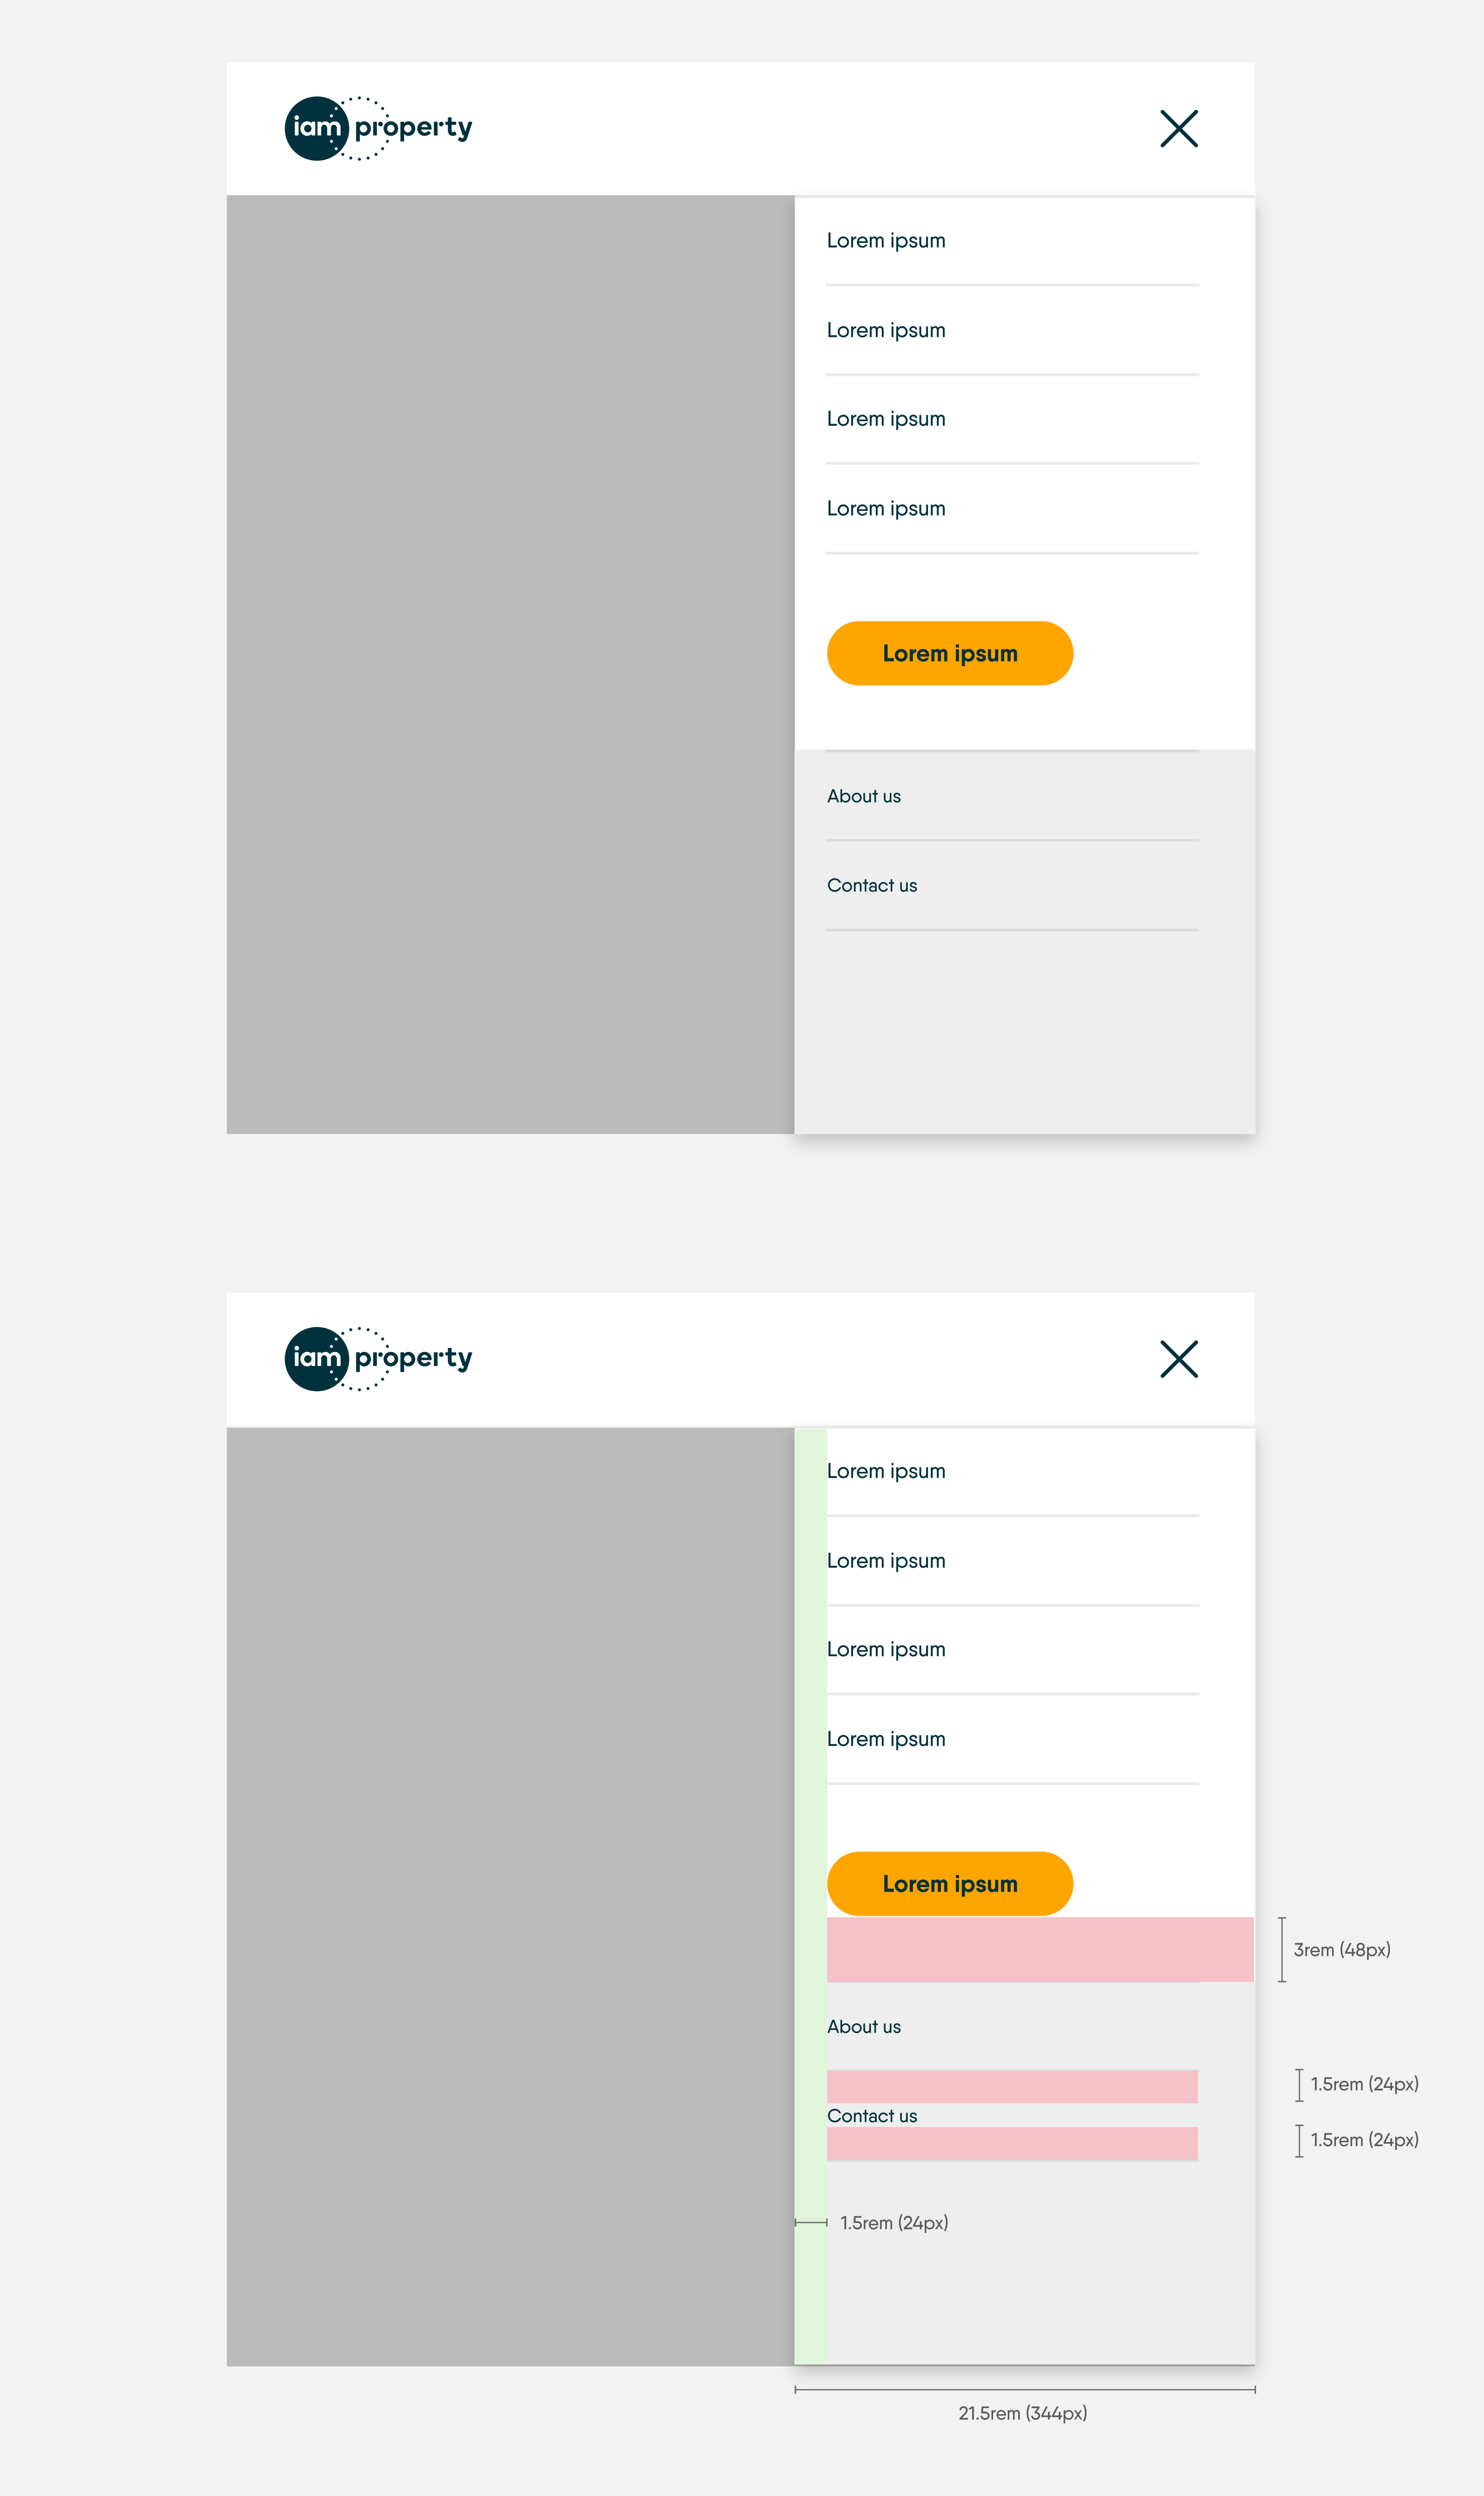 iam property
Lorem ipsum
Lorem ipsum
Lorem ipsum
Lorem ipsum
Lorem ipsum
About us
Contact us
iam property
Lorem ipsum
Lorem ipsum
Lorem ipsum
Lorem ipsum
Lorem ipsum
3rem (48px)
About us
1.5rem (24px)
Contact us
1.5rem (24px)
1.5rem (24px)
21.5rem (344px)